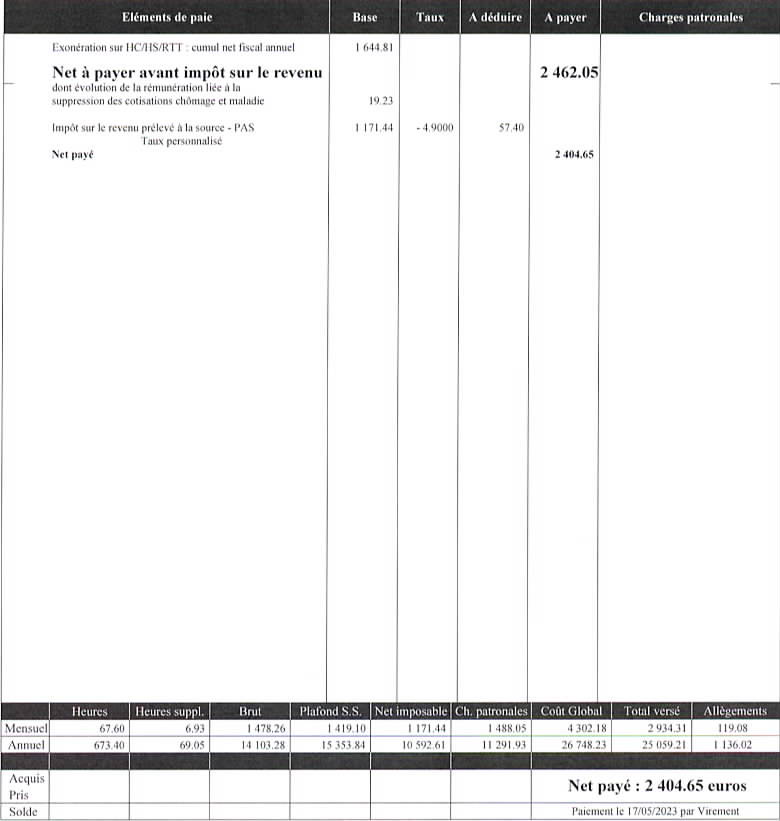 Eléments de paie Base Taux A déduire A payer Charges patronales
Exonération sur HC/HS/RTT : cumul net fiscal annuel 1 644.81
Net à payer avant impôt sur le revenu 2 462.05
dont évolution de la rémunération liée à la
suppression des cotisations chômage et maladie 19.23
Impôt sur le revenu prélevé à la source - PAS 1 171.44 - 4.9000 57.40
Taux personnalisé
Net payé 2 404.65
Heures Heures suppl. Brut Plafond S.S. Net imposable Ch. patronales Coût Global Total versé Allègements
Mensuel 67.60 6.93 1 478.26 1 419.10 1 171.44 1 488.05 4 302.18 2 934.31 119.08
Annuel 673.40 69.05 14 103.28 15 353.84 10 592.61 11 291.93 26 748.23 25 059.21 1 136.02
Acquis
Pris
Net payé : 2 404.65 euros
Solde Paiement le 17/05/2023 par Virement